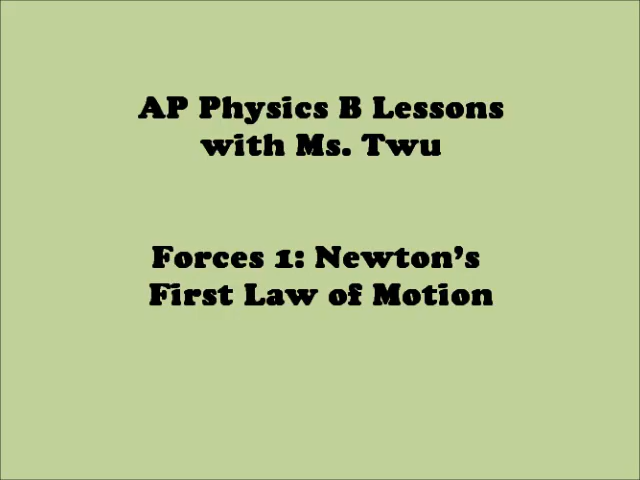 AP Physics B Lessons
with Ms. Twu
Forces 1: Newton’s
First Law of Motion